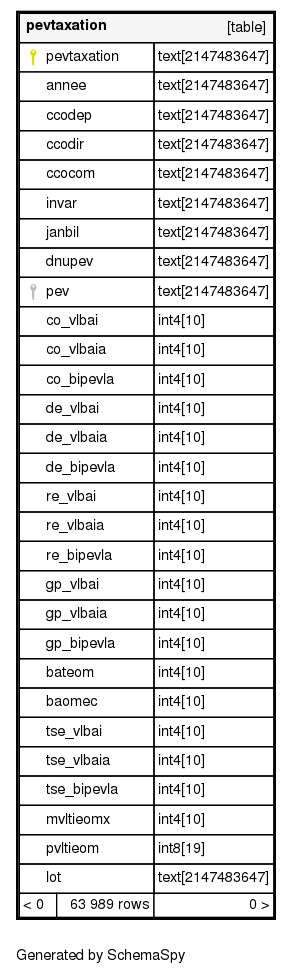 pevtaxation [table]
pevtaxation text[2147483647]
annee text[2147483647]
ccodep text[2147483647]
ccodir text[2147483647]
ccocom text[2147483647]
invar text[2147483647]
janbil text[2147483647]
dnupev text[2147483647]
pev text[2147483647]
co_vlbai int4[10]
co_vlbaia int4[10]
co_bipevla int4[10]
de_vlbai int4[10]
de_vlbaia int4[10]
de_bipevla int4[10]
re_vlbai int4[10]
re_vlbaia int4[10]
re_bipevla int4[10]
gp_vlbai int4[10]
gp_vlbaia int4[10]
gp_bipevla int4[10]
bateom int4[10]
baomec int4[10]
tse_vlbai int4[10]
tse_vlbaia int4[10]
tse_bipevla int4[10]
mvltieomx int4[10]
pvltieom int8[19]
lot text[2147483647]
< 0 63 989 rows 0 >
Generated by SchemaSpy